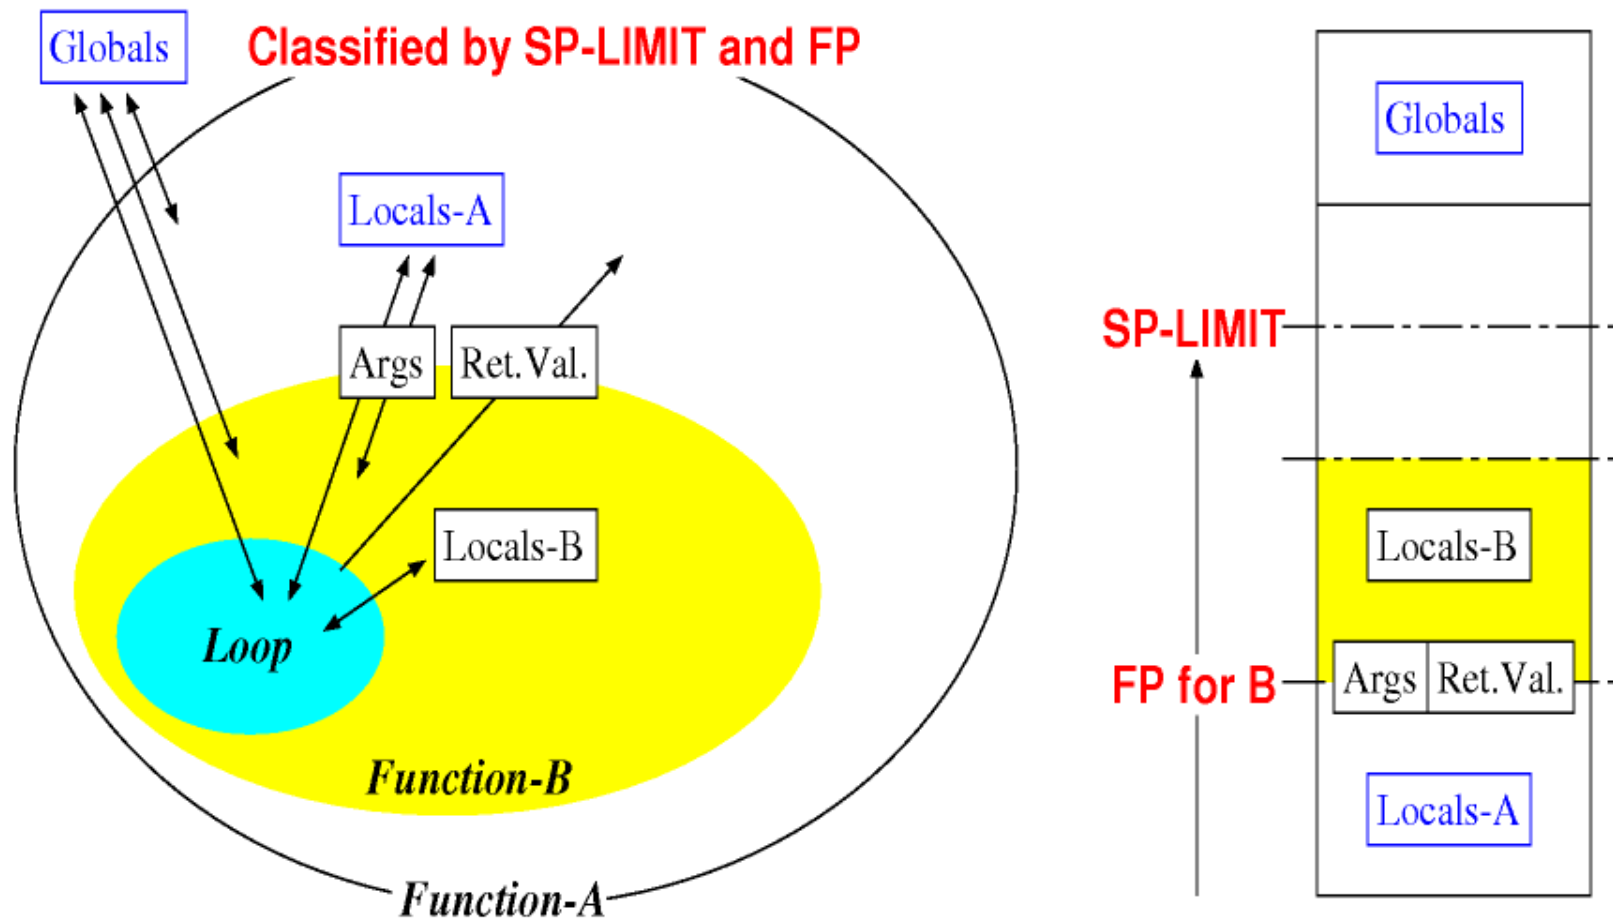 Globals
Classified by SP-LIMIT and FP
Locals-A
Args
Ret.Val.
Locals-B
Loop
Function-B
Function-A
Globals
SP-LIMIT
Locals-B
FP for B
Args
Ret.Val.
Locals-A